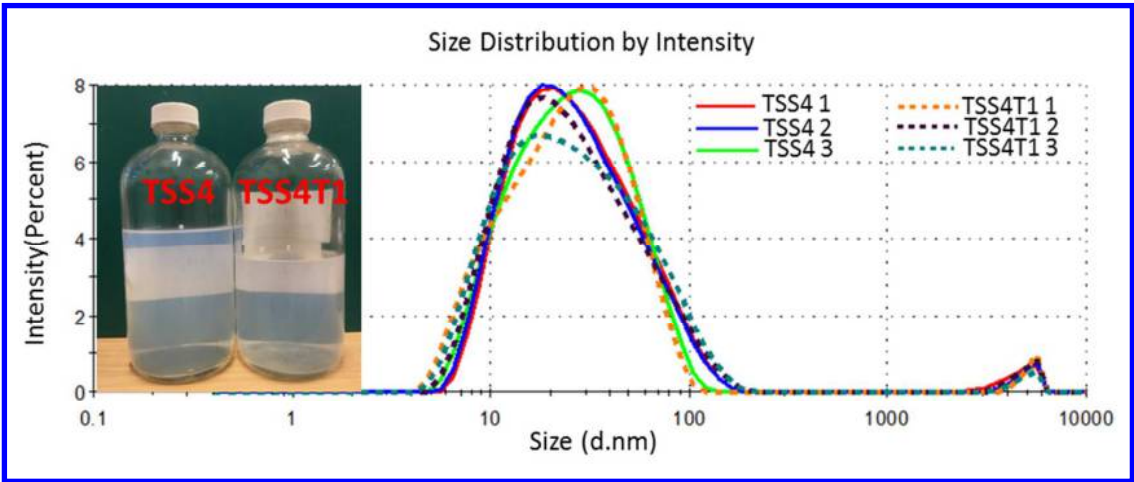 Size Distribution by Intensity
Intensity(Percent)
8
6
4
2
0
TSS4 TSS4T1
TSS4 1
TSS4 2
TSS4 3
TSS4T1 1
TSS4T1 2
TSS4T1 3
0.1 1 10 100 1000 10000
Size (d.nm)